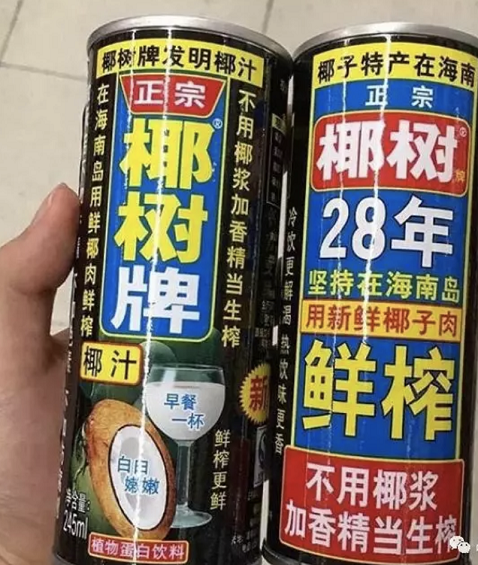 椰树牌发明椰汁
正宗
椰树牌
®
在海南岛用鲜椰肉鲜榨
不用椰浆加香精当生榨
椰汁
早餐
一杯
白白
嫩嫩
鲜榨更鲜
新
净含量:
245ml
植物蛋白饮料
冷饮更解渴 热饮味更香
椰子特产在海南
正宗
椰树
®
牌
28年
坚持在海南岛
用新鲜椰子肉
鲜榨
不用椰浆
加香精当生榨